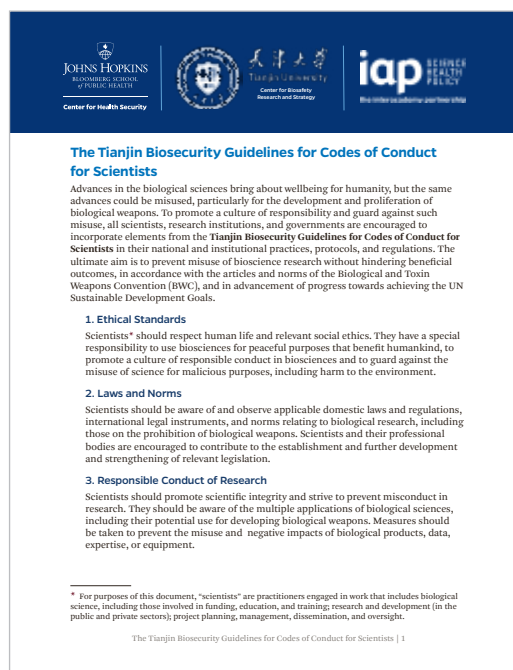 JOHNS HOPKINS
BLOOMBERG SCHOOL
of PUBLIC HEALTH
Center for Health Security
天津大学
Tianjin University
Center for Biosafety
Research and Strategy
iap SCIENCE
HEALTH
POLICY
the interacademy partnership
The Tianjin Biosecurity Guidelines for Codes of Conduct
for Scientists
Advances in the biological sciences bring about wellbeing for humanity, but the same
advances could be misused, particularly for the development and proliferation of
biological weapons. To promote a culture of responsibility and guard against such
misuse, all scientists, research institutions, and governments are encouraged to
incorporate elements from the Tianjin Biosecurity Guidelines for Codes of Conduct for
Scientists in their national and institutional practices, protocols, and regulations. The
ultimate aim is to prevent misuse of bioscience research without hindering beneficial
outcomes, in accordance with the articles and norms of the Biological and Toxin
Weapons Convention (BWC), and in advancement of progress towards achieving the UN
Sustainable Development Goals.
1. Ethical Standards
Scientists* should respect human life and relevant social ethics. They have a special
responsibility to use biosciences for peaceful purposes that benefit humankind, to
promote a culture of responsible conduct in biosciences and to guard against the
misuse of science for malicious purposes, including harm to the environment.
2. Laws and Norms
Scientists should be aware of and observe applicable domestic laws and regulations,
international legal instruments, and norms relating to biological research, including
those on the prohibition of biological weapons. Scientists and their professional
bodies are encouraged to contribute to the establishment and further development
and strengthening of relevant legislation.
3. Responsible Conduct of Research
Scientists should promote scientific integrity and strive to prevent misconduct in
research. They should be aware of the multiple applications of biological sciences,
including their potential use for developing biological weapons. Measures should
be taken to prevent the misuse and negative impacts of biological products, data,
expertise, or equipment.
* For purposes of this document, “scientists” are practitioners engaged in work that includes biological
science, including those involved in funding, education, and training; research and development (in the
public and private sectors); project planning, management, dissemination, and oversight.
The Tianjin Biosecurity Guidelines for Codes of Conduct for Scientists | 1